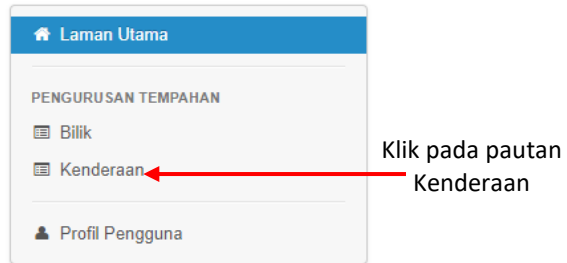 Laman Utama
PENGURUSAN TEMPAHAN
Bilik
Kenderaan
Klik pada pautan
Kenderaan
Profil Pengguna